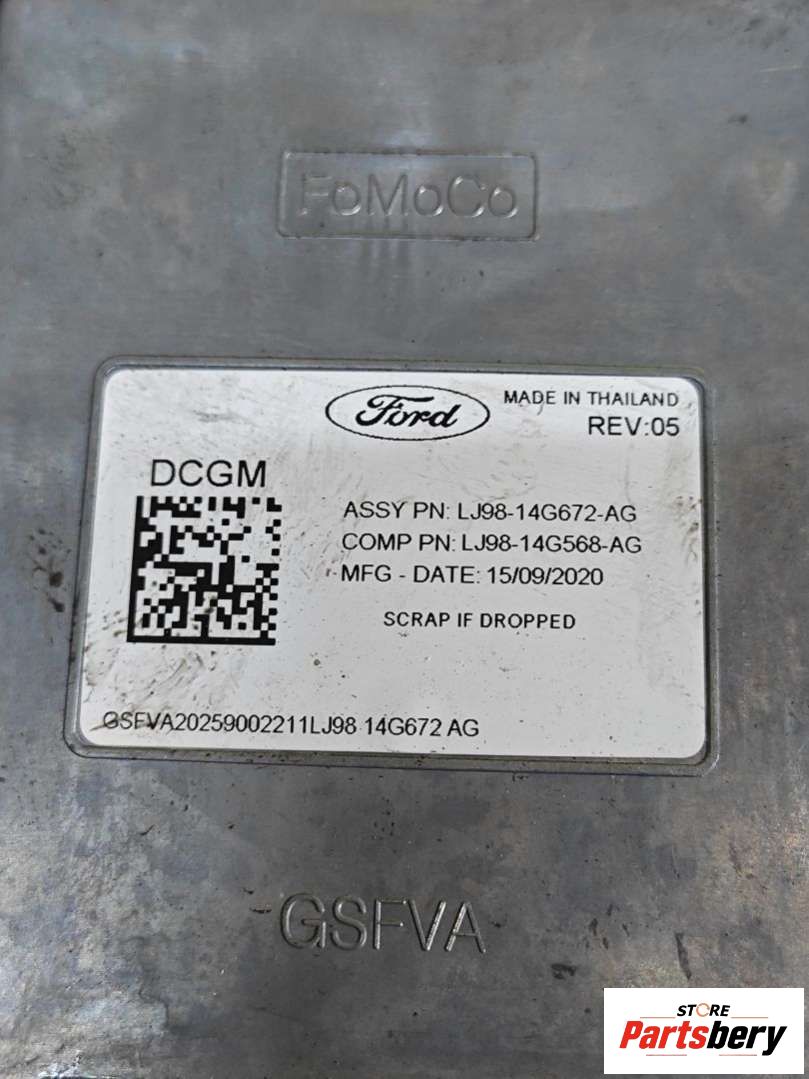 FoMoCo
Ford
MADE IN THAILAND
REV:05
DCGM
ASSY PN: LJ98-14G672-AG
COMP PN: LJ98-14G568-AG
MFG - DATE: 15/09/2020
SCRAP IF DROPPED
GSFVA20259002211LJ98 14G672 AG
GSFVA
STORE
Partsbery